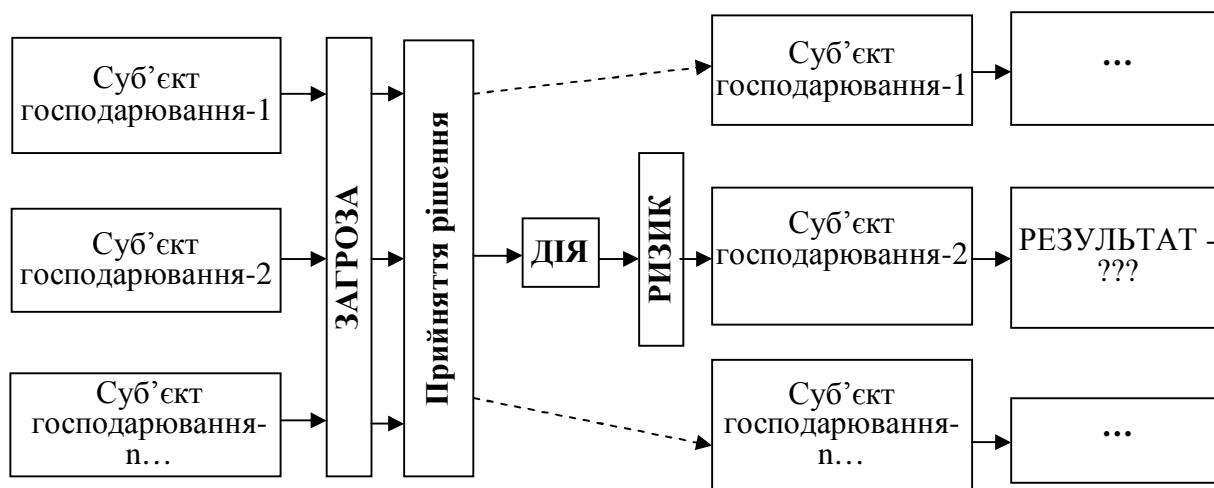 Суб’єкт
господарювання-1
Суб’єкт
господарювання-2
Суб’єкт
господарювання-
n…
ЗАГРОЗА
Прийняття рішення
ДІЯ
РИЗИК
Суб’єкт
господарювання-1
...
Суб’єкт
господарювання-2
РЕЗУЛЬТАТ -
???
Суб’єкт
господарювання-
n…
...